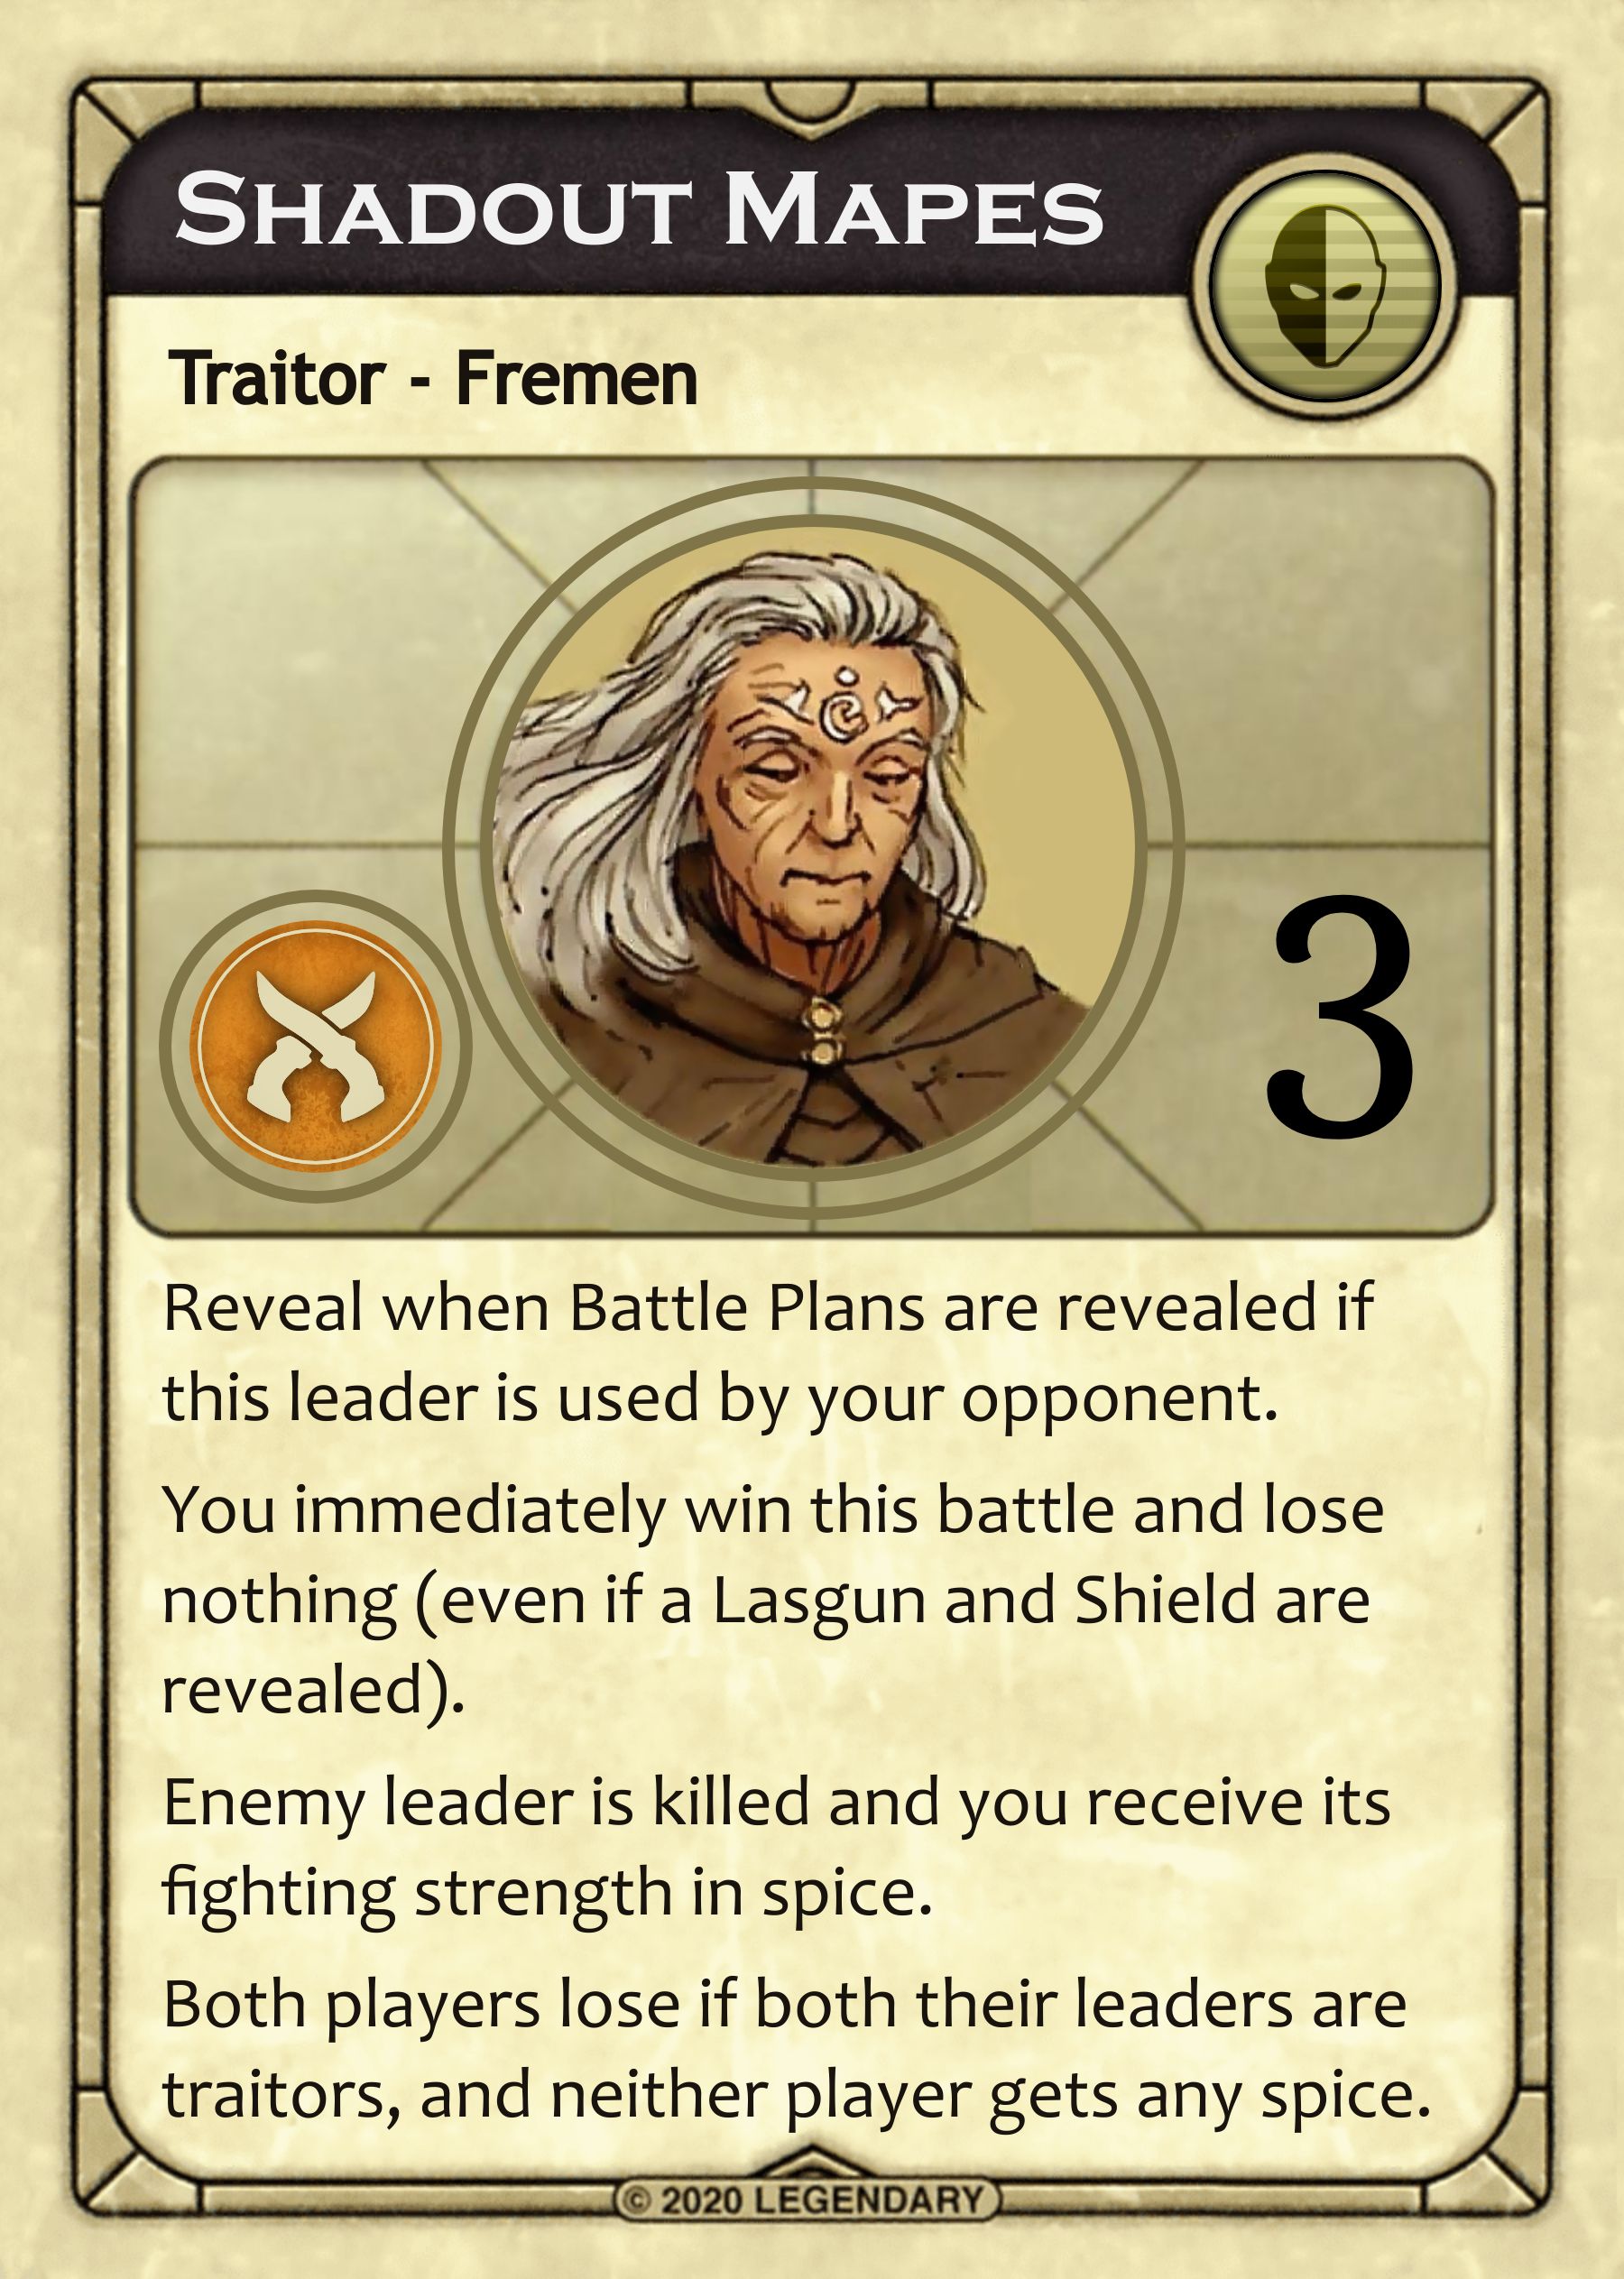 SHADOUT MAPES
Traitor - Fremen
3
Reveal when Battle Plans are revealed if
this leader is used by your opponent.
You immediately win this battle and lose
nothing (even if a Lasgun and Shield are
revealed).
Enemy leader is killed and you receive its
fighting strength in spice.
Both players lose if both their leaders are
traitors, and neither player gets any spice.
© 2020 LEGENDARY